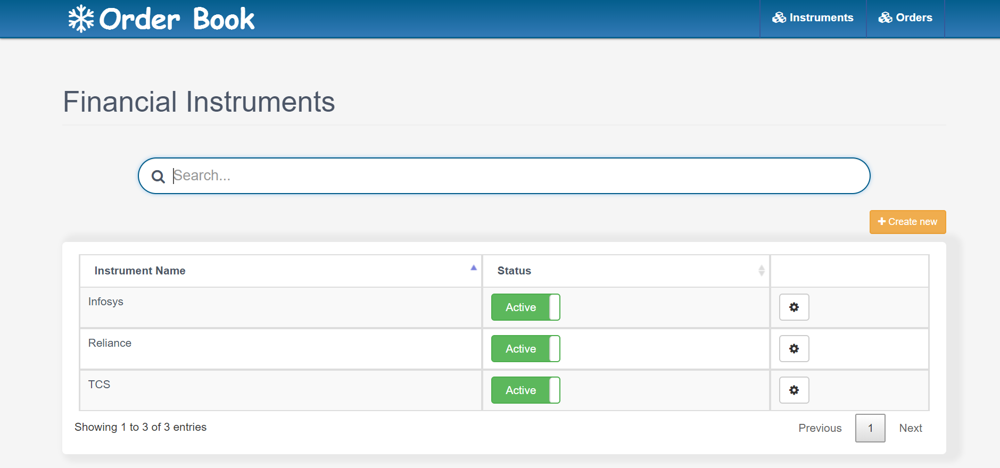 Order Book
Instruments
Orders
Financial Instruments
Search...
Create new
Instrument Name
Status
Infosys
Active
Reliance
Active
TCS
Active
Showing 1 to 3 of 3 entries
Previous
1
Next